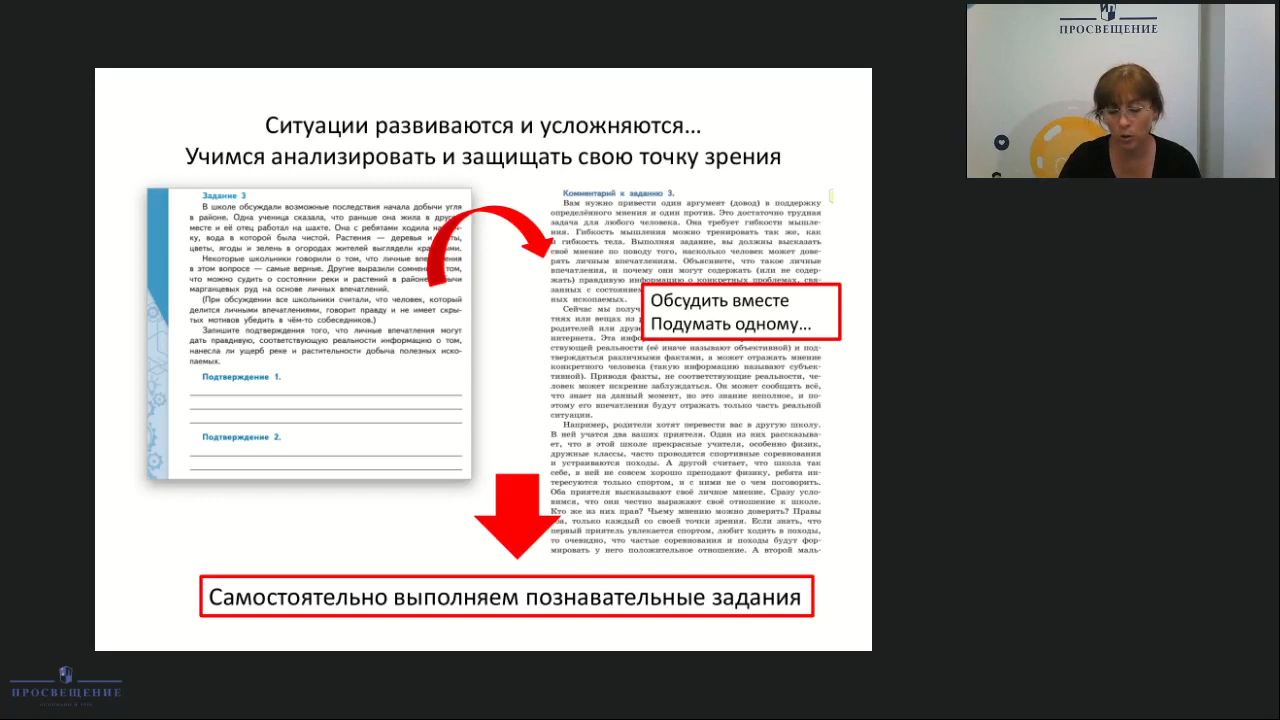 ПРОСВЕЩЕНИЕ
Ситуации развиваются и усложняются...
Учимся анализировать и защищать свою точку зрения
Задание 3
В школе обсуждали возможные последствия начала добычи угля
в районе. Одна ученица сказала, что раньше она жила в
месте и её отец работал на шахте. Она с ребятами ходила на
ку, вода в которой была чистой. Растения — деревья и
цветы, ягоды и зелень в огородах жителей выглядели
Некоторые школьники говорили о том, что личные
в этом вопросе — самые верные. Другие выразили том,
что можно судить о состоянии реки и растений в районе
марганцевых руд на основе личных впечатлений.
(При обсуждении все школьники считали, что человек, который
делится личными впечатлениями, говорит правду и не имеет скры-
тых мотивов убедить в чём-то собеседников.)
Запишите подтверждения того, что личные впечатления могут
дать правдивую, соответствующую реальности информацию о том,
нанесла ли ущерб реке и растительности добыча полезных иско-
паемых.
Подтверждение 1.
Подтверждение 2.
Комментарий к заданию 3.
Вам нужно привести один аргумент (довод) в поддержку
определённого мнения и один против. Это достаточно трудная
задача для любого человека. Она требует гибкости мышле-
ния. Гибкость мышления можно тренировать так же, как
и гибкость тела. Выполняя задание, вы должны высказать
своё мнение по поводу того, насколько человек может дове-
рять личным впечатлениям. Объясните, что такое личные
впечатления, и почему они могут содержать (или не содер-
жать) правдивую информацию о конкретных проблемах, свя-
занных с состоянием
ных ископаемых.
Сейчас мы получ
тиях или вещах из
родителей или
интернета. Эта
ствующей реальности (её иначе называют объективной) и под-
тверждаться различными фактами, а может отражать мнение
конкретного человека (такую информацию называют субъек-
тивной). Приводя факты, не соответствующие реальности, че-
ловек может искренне заблуждаться. Он может сообщить всё,
что знает на данный момент, но это знание неполное, и по-
этому его впечатления будут отражать только часть реальной
ситуации.
Например, родители хотят перевести вас в другую школу.
В ней учатся два ваших приятеля. Один из них рассказыва-
ет, что в этой школе прекрасные учителя, особенно физик,
дружные классы, часто проводятся спортивные соревнования
и устраиваются походы. А другой считает, что школа так
себе, в ней не совсем хорошо преподают физику, ребята ин-
тересуются только спортом, и с ними не о чем поговорить.
Оба приятеля высказывают своё личное мнение. Сразу усло-
вимся, что они честно выражают своё отношение к школе.
Кто же из них прав? Чьему мнению можно доверять? Правы
оба, только каждый со своей точки зрения. Если знать, что
первый приятель увлекается спортом, любит ходить в походы,
то очевидно, что частые соревнования и походы будут фор-
мировать у него положительное отношение. А второй маль-
Обсудить вместе
Подумать одному...
Самостоятельно выполняем познавательные задания
ПРОСВЕЩЕНИЕ